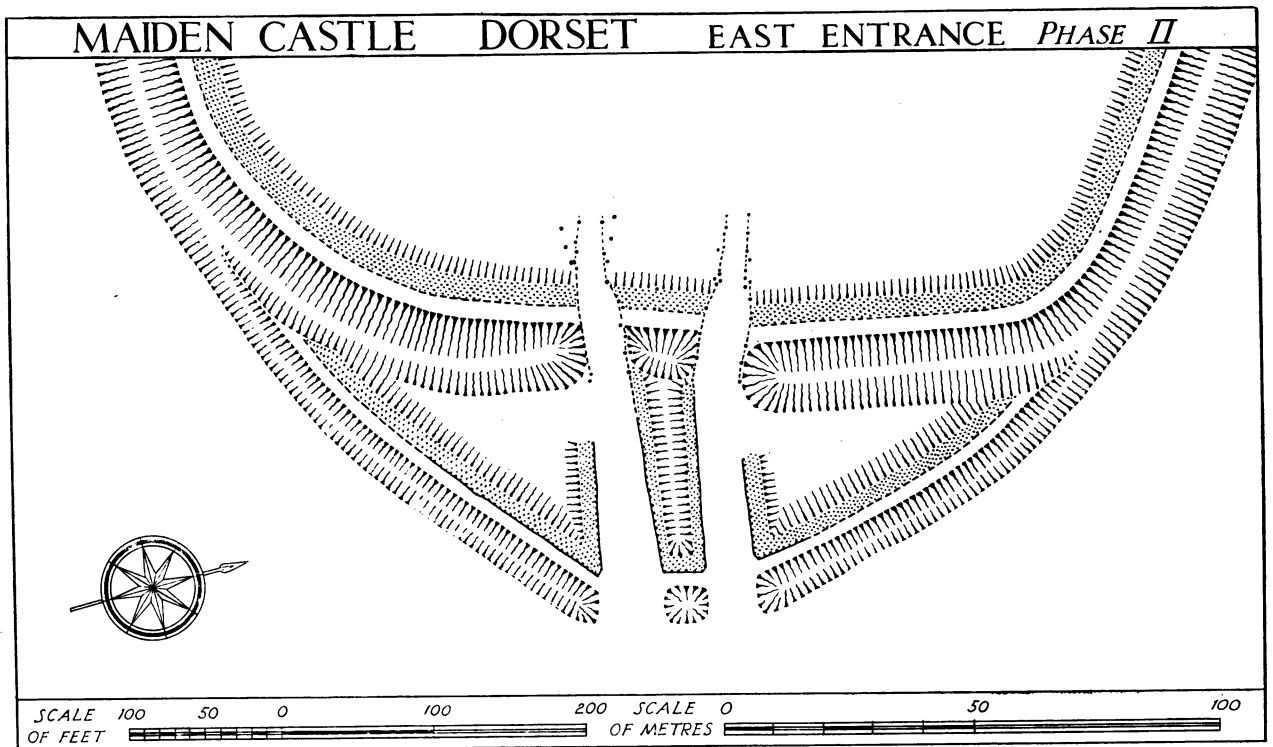 MAIDEN CASTLE DORSET EAST ENTRANCE PHASE II
SCALE OF FEET 100 50 0 100 200
SCALE OF METRES 0 50 100